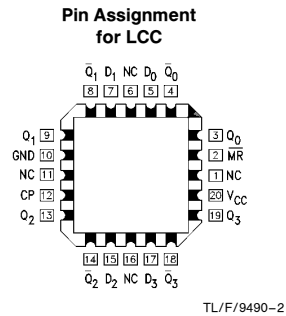 Pin Assignment
for LCC
Q̅₁ D₁ NC D₀ Q̅₀
8 7 6 5 4
Q₁ 9 3 Q₀
GND 10 2 M̅R̅
NC 11 1 NC
CP 12 20 V_CC
Q₂ 13 19 Q₃
14 15 16 17 18
Q̅₂ D₂ NC D₃ Q̅₃
TL/F/9490–2